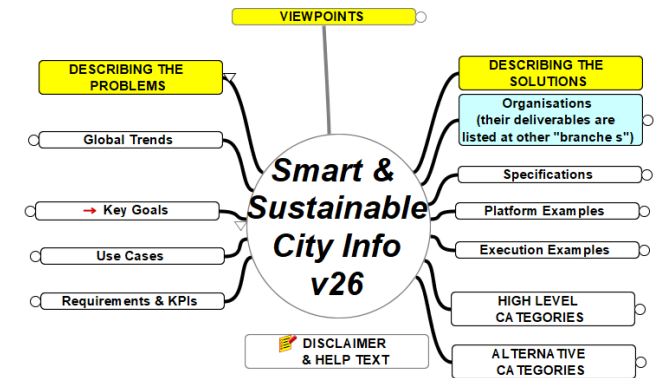 VIEWPOINTS
DESCRIBING THE
PROBLEMS
Global Trends
→ Key Goals
Use Cases
Requirements & KPIs
Smart &
Sustainable
City Info
v26
DISCLAIMER
& HELP TEXT
DESCRIBING THE
SOLUTIONS
Organisations
(their deliverables are
listed at other "branche s")
Specifications
Platform Examples
Execution Examples
HIGH LEVEL
CATEGORIES
ALTERNATIVE
CATEGORIES